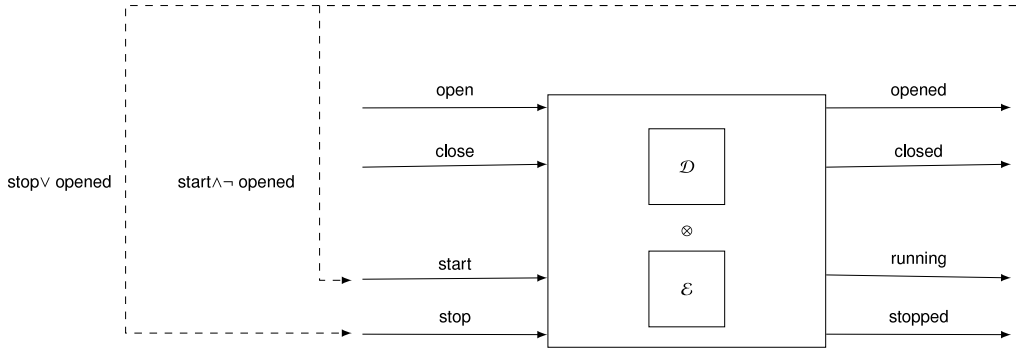 open
opened
close
closed
𝒟
stop∨ opened
start∧¬ opened
⊗
start
running
ℰ
stop
stopped